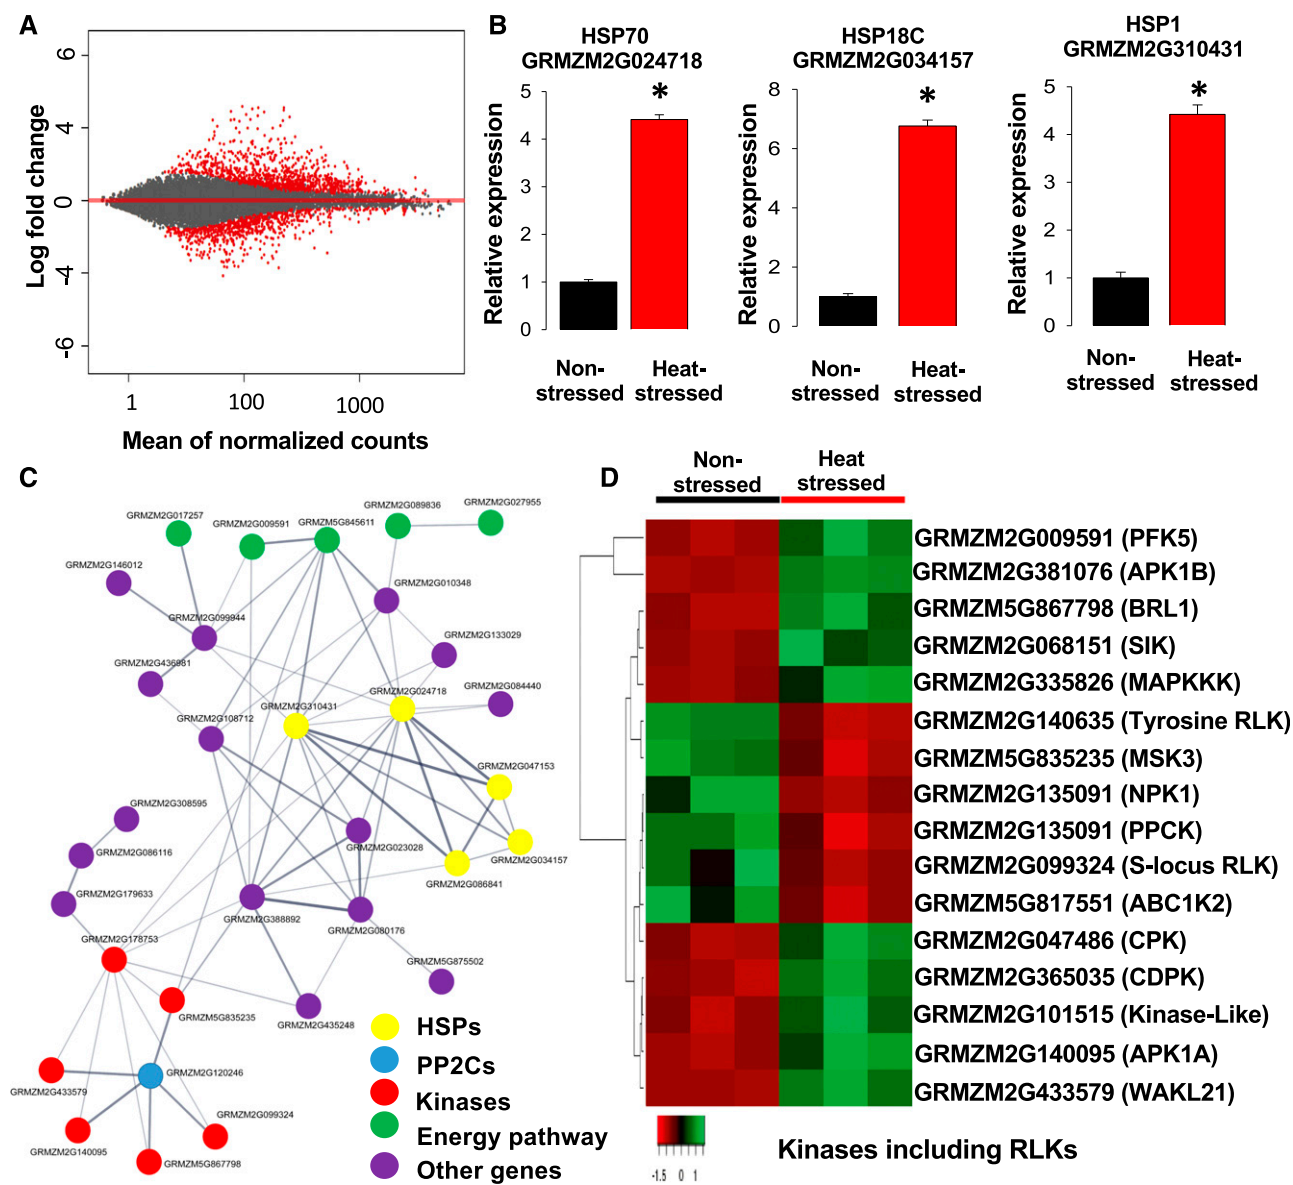 A
6
4
2
0
-4
-6
Log fold change
1
100
1000
Mean of normalized counts
B
HSP70
GRMZM2G024718
5
4
3
2
1
0
Relative expression
*
Non-
stressed
Heat-
stressed
HSP18C
GRMZM2G034157
8
6
4
2
0
Relative expression
*
Non-
stressed
Heat-
stressed
HSP1
GRMZM2G310431
5
4
3
2
1
0
Relative expression
*
Non-
stressed
Heat-
stressed
C
GRMZM2G017257
GRMZM2G009591
GRMZM5G845611
GRMZM2G089836
GRMZM2G027955
GRMZM2G146012
GRMZM2G010348
GRMZM2G099944
GRMZM2G133029
GRMZM2G436981
GRMZM2G024718
GRMZM2G084440
GRMZM2G310431
GRMZM2G108712
GRMZM2G047153
GRMZM2G308595
GRMZM2G023028
GRMZM2G086116
GRMZM2G034157
GRMZM2G086841
GRMZM2G179633
GRMZM2G388892
GRMZM2G080176
GRMZM2G178753
GRMZM5G875502
GRMZM5G835235
GRMZM2G435248
GRMZM2G120246
GRMZM2G433579
GRMZM2G099324
GRMZM2G140095
GRMZM5G867798
HSPs
PP2Cs
Kinases
Energy pathway
Other genes
D
Non-
stressed
Heat
stressed
GRMZM2G009591 (PFK5)
GRMZM2G381076 (APK1B)
GRMZM5G867798 (BRL1)
GRMZM2G068151 (SIK)
GRMZM2G335826 (MAPKKK)
GRMZM2G140635 (Tyrosine RLK)
GRMZM5G835235 (MSK3)
GRMZM2G135091 (NPK1)
GRMZM2G135091 (PPCK)
GRMZM2G099324 (S-locus RLK)
GRMZM5G817551 (ABC1K2)
GRMZM2G047486 (CPK)
GRMZM2G365035 (CDPK)
GRMZM2G101515 (Kinase-Like)
GRMZM2G140095 (APK1A)
GRMZM2G433579 (WAKL21)
-1.5 0 1
Kinases including RLKs